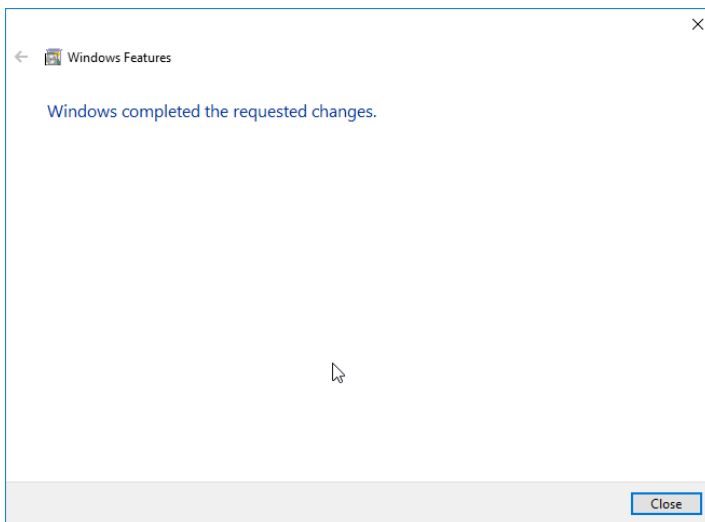 Windows Features
Windows completed the requested changes.
Close